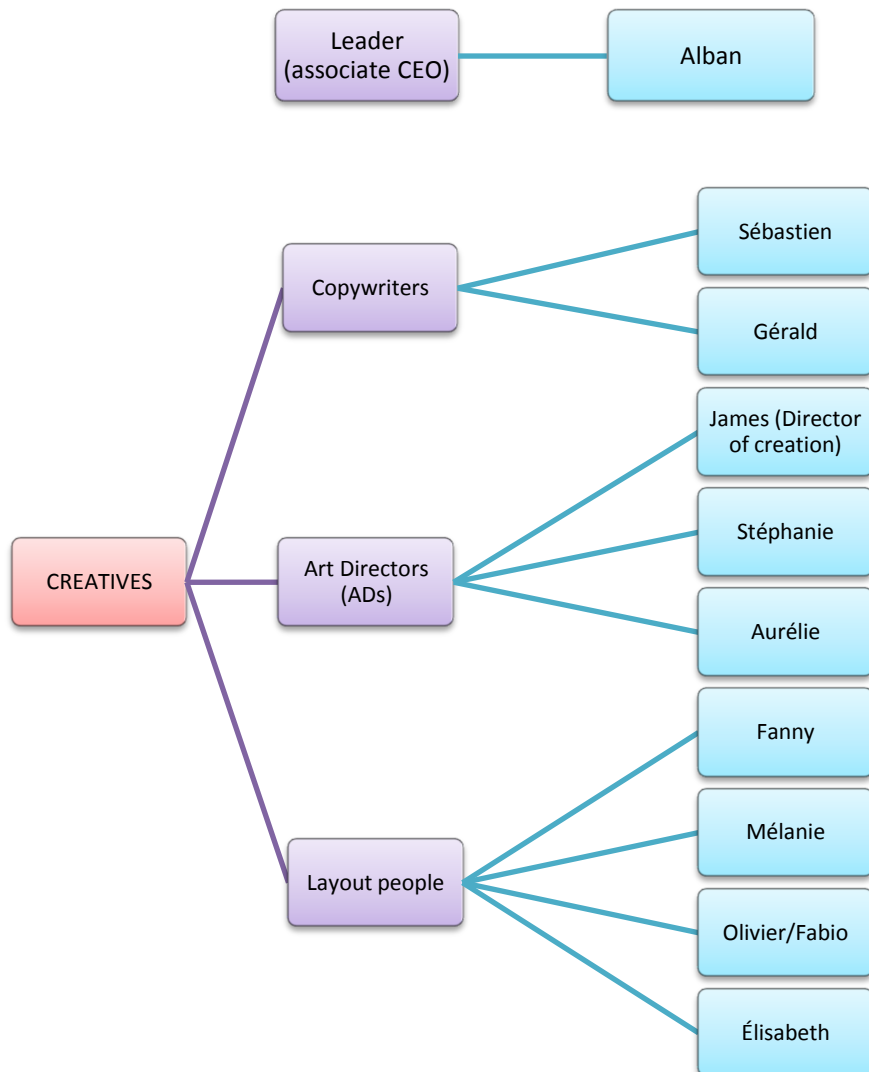 Leader
(associate CEO)
Alban
Copywriters
Sébastien
Gérald
CREATIVES
Art Directors
(ADs)
James (Director
of creation)
Stéphanie
Aurélie
Layout people
Fanny
Mélanie
Olivier/Fabio
Élisabeth